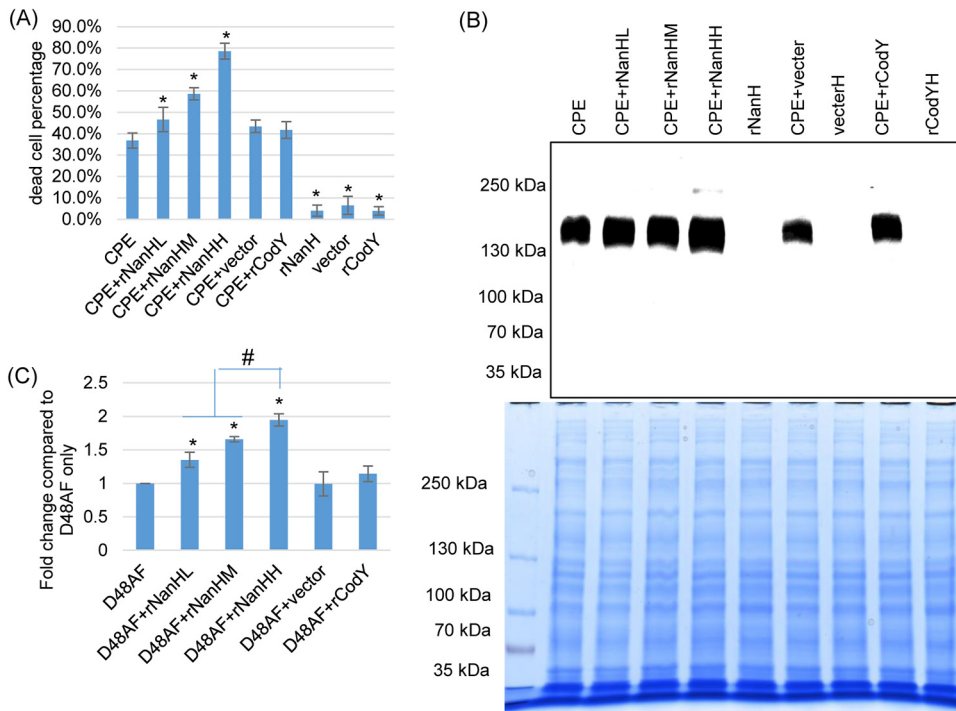 (A)
dead cell percentage
90.0%
80.0%
70.0%
60.0%
50.0%
40.0%
30.0%
20.0%
10.0%
0.0%
* * * * * *
CPE
CPE+rNanHL
CPE+rNanHM
CPE+rNanHH
CPE+vector
CPE+rCodY
rNanH
vector
rCodY
(B)
CPE
CPE+rNanHL
CPE+rNanHM
CPE+rNanHH
rNanH
CPE+vecter
vecterH
CPE+rCodY
rCodYH
250 kDa
130 kDa
100 kDa
70 kDa
35 kDa
250 kDa
130 kDa
100 kDa
70 kDa
35 kDa
(C)
Fold change compared to
D48AF only
2.5
2
1.5
1
0.5
0
#
* * *
D48AF
D48AF+rNanHL
D48AF+rNanHM
D48AF+rNanHH
D48AF+vector
D48AF+rCodY